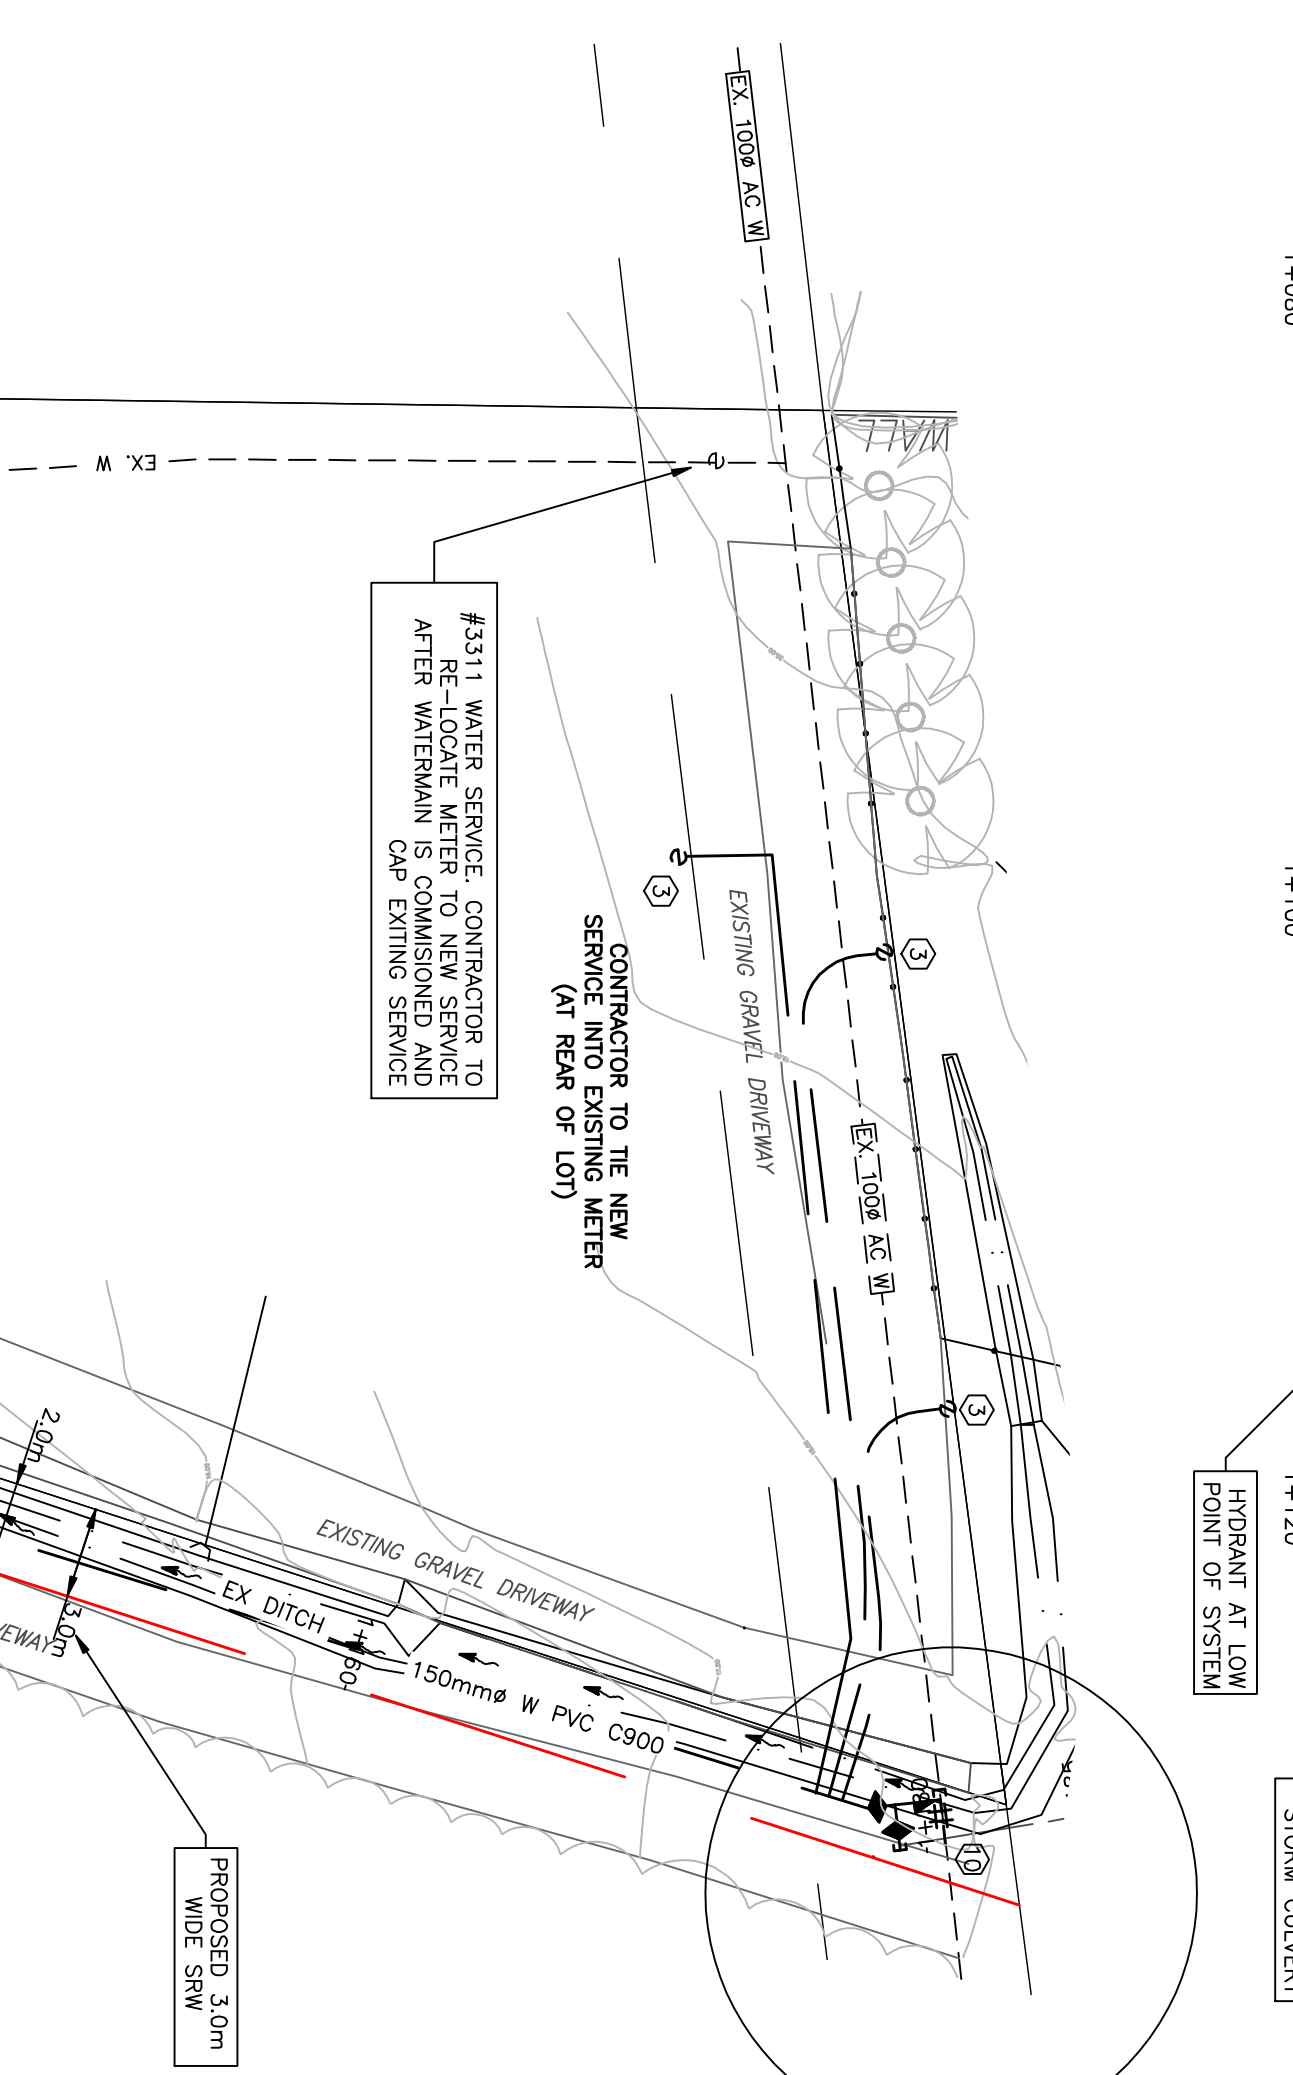 EX. 100ø AC W
WALL
EX. W
#3311 WATER SERVICE. CONTRACTOR TO
RE-LOCATE METER TO NEW SERVICE
AFTER WATERMAIN IS COMMISIONED AND
CAP EXITING SERVICE
3
3
EXISTING GRAVEL DRIVEWAY
CONTRACTOR TO TIE NEW
SERVICE INTO EXISTING METER
(AT REAR OF LOT)
EX. 100ø AC W
3
HYDRANT AT LOW
POINT OF SYSTEM
2.0m
3.0m
EXISTING GRAVEL DRIVEWAY
EX DITCH
150mmø W PVC C900
10
PROPOSED 3.0m
WIDE SRW